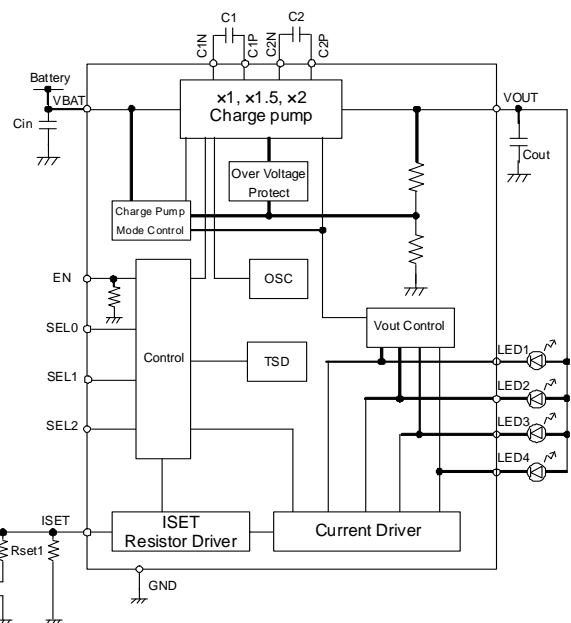 C1
C2
C1N
C1P
C2N
C2P
Battery
VBAT
×1, ×1.5, ×2
Charge pump
VOUT
Cin
Cout
Over Voltage
Protect
Charge Pump
Mode Control
EN
OSC
SEL0
Vout Control
Control
LED1
TSD
SEL1
LED2
SEL2
LED3
LED4
ISET
Rset1
ISET
Resistor Driver
Current Driver
GND